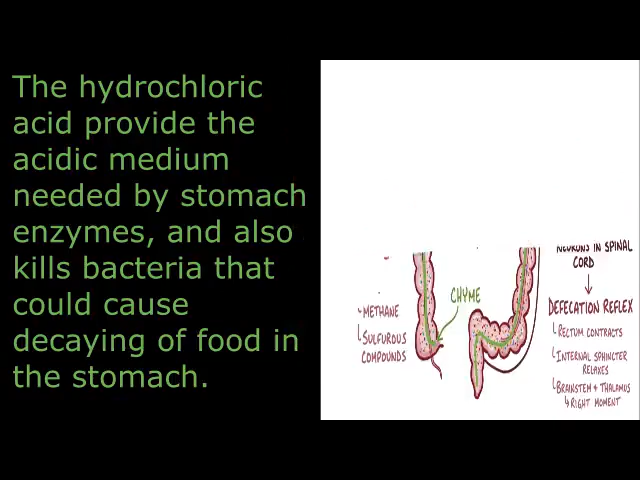 The hydrochloric
acid provide the
acidic medium
needed by stomach
enzymes, and also
kills bacteria that
could cause
decaying of food in
the stomach.
NEURONS IN SPINAL
CORD
CHYME
METHANE
SULFUROUS
COMPOUNDS
DEFECATION REFLEX
RECTUM CONTRACTS
INTERNAL SPHINCTER
RELAXES
BRAINSTEM + THALAMUS
RIGHT MOMENT